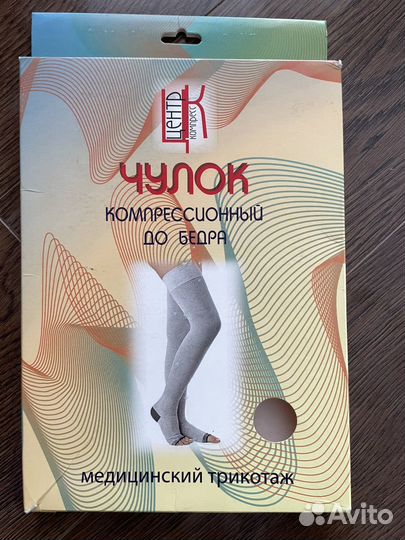 ЦЕНТР
КОМПРЕСС
К
ЧУЛОК
КОМПРЕССИОННЫЙ
ДО БЕДРА
медицинский трикотаж
Avito